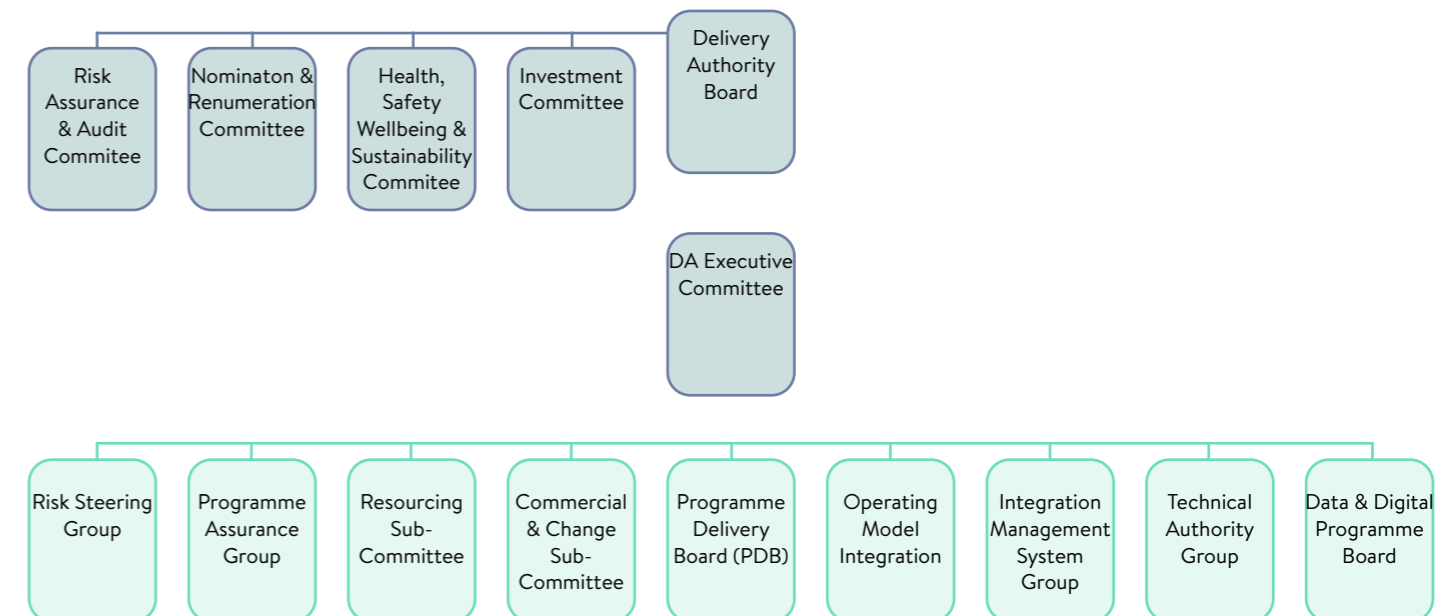 Delivery
Authority
Board
Risk
Assurance
& Audit
Commitee
Nominaton &
Renumeration
Committee
Health,
Safety
Wellbeing &
Sustainability
Commitee
Investment
Committee
DA Executive
Committee
Risk Steering
Group
Programme
Assurance
Group
Resourcing
Sub-
Committee
Commercial
& Change
Sub-
Committee
Programme
Delivery
Board (PDB)
Operating
Model
Integration
Integration
Management
System
Group
Technical
Authority
Group
Data & Digital
Programme
Board